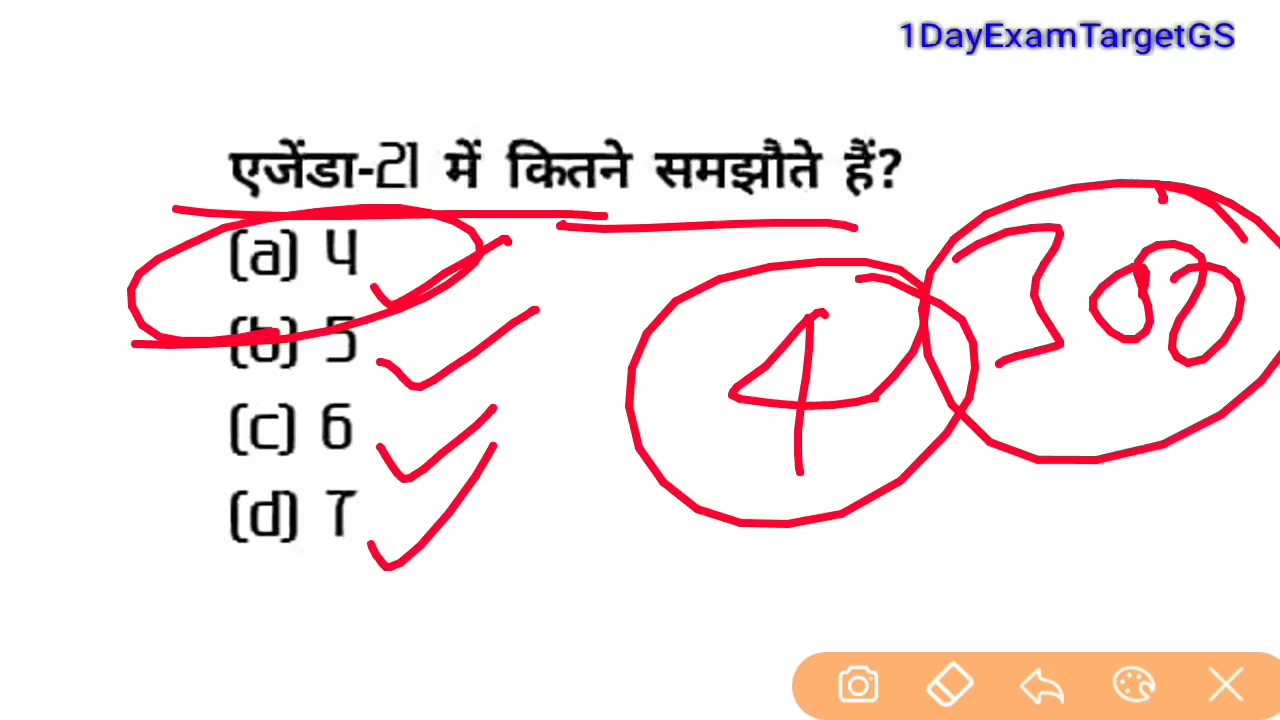 1DayExamTargetGS
एजेंडा-21 में कितने समझौते हैं?
(a) 4
(b) 5
(c) 6
(d) 7
4
300